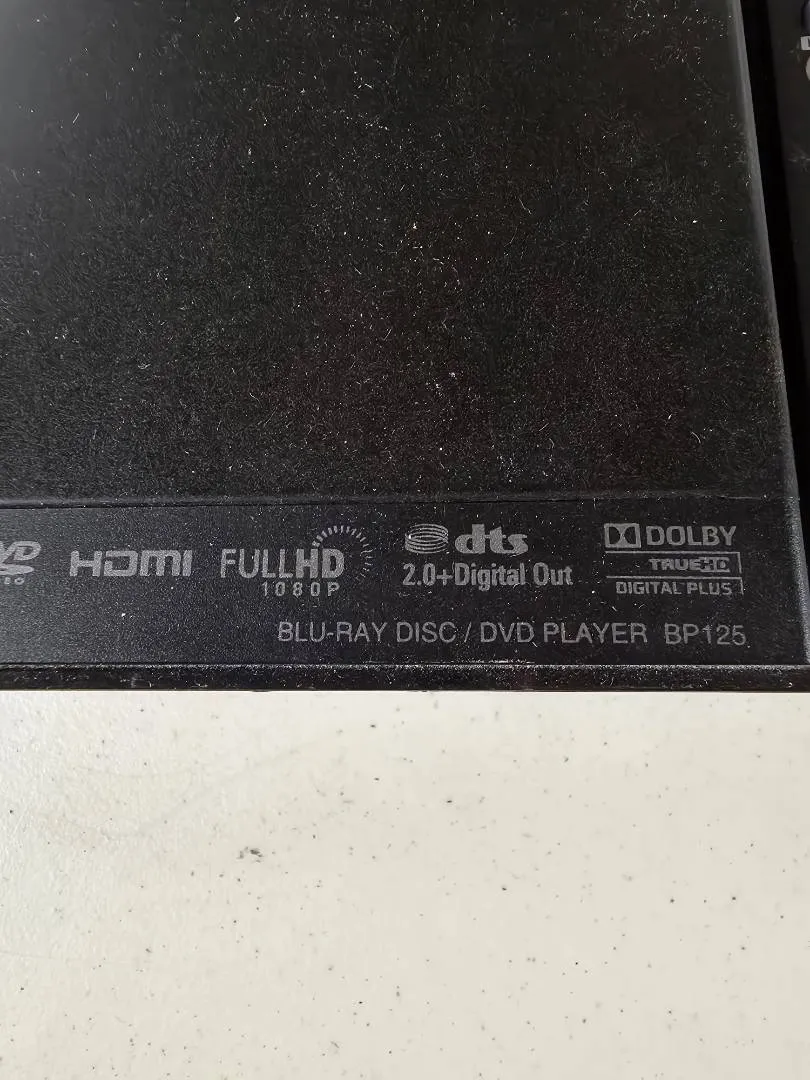 HDMI
FULLHD
1080P
dts
2.0+Digital Out
DOLBY
TRUEHD
DIGITAL PLUS
BLU-RAY DISC / DVD PLAYER BP125